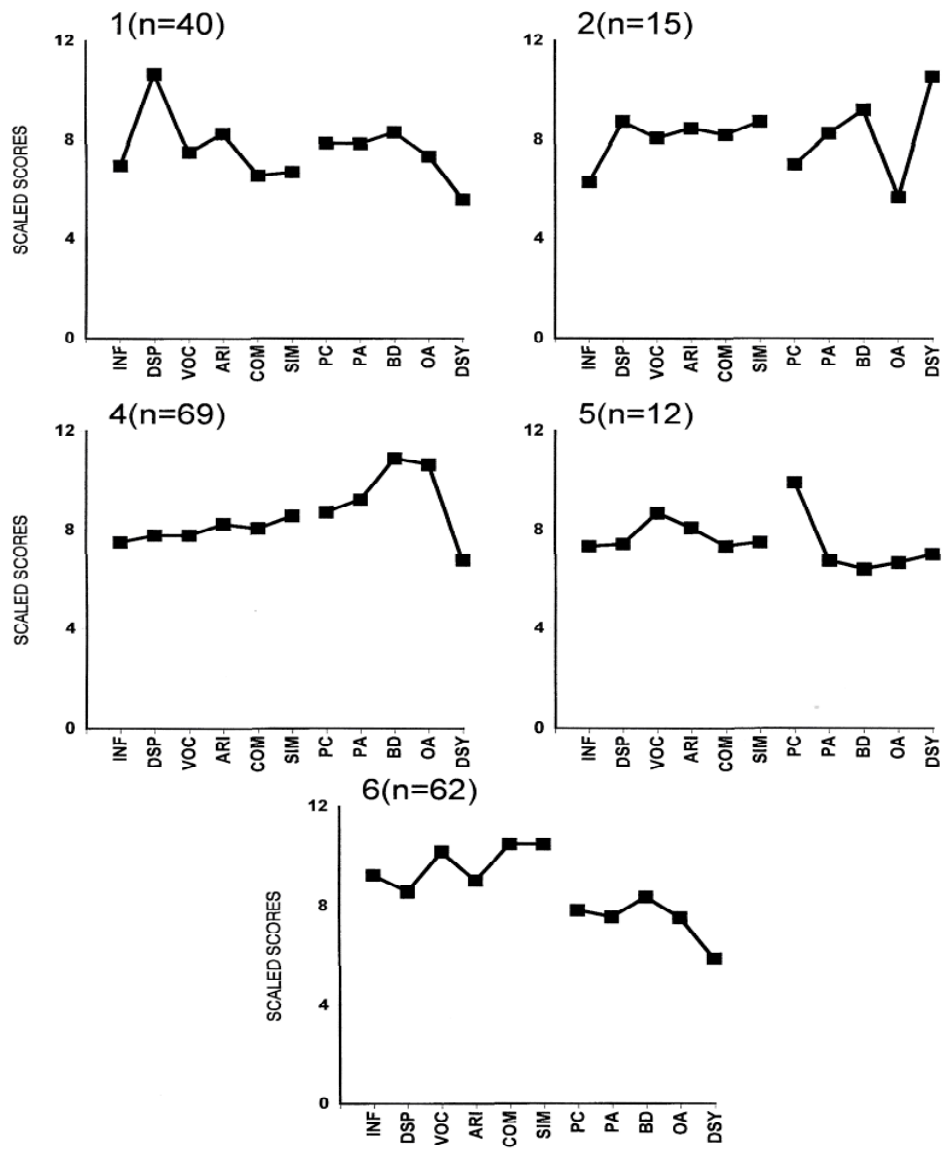 1(n=40)
12
8
4
0
SCALED SCORES
INF DSP VOC ARI COM SIM PC PA BD OA DSY
2(n=15)
12
8
4
0
INF DSP VOC ARI COM SIM PC PA BD OA DSY
4(n=69)
12
8
4
0
SCALED SCORES
INF DSP VOC ARI COM SIM PC PA BD OA DSY
5(n=12)
12
8
4
0
INF DSP VOC ARI COM SIM PC PA BD OA DSY
6(n=62)
12
8
4
0
SCALED SCORES
INF DSP VOC ARI COM SIM PC PA BD OA DSY